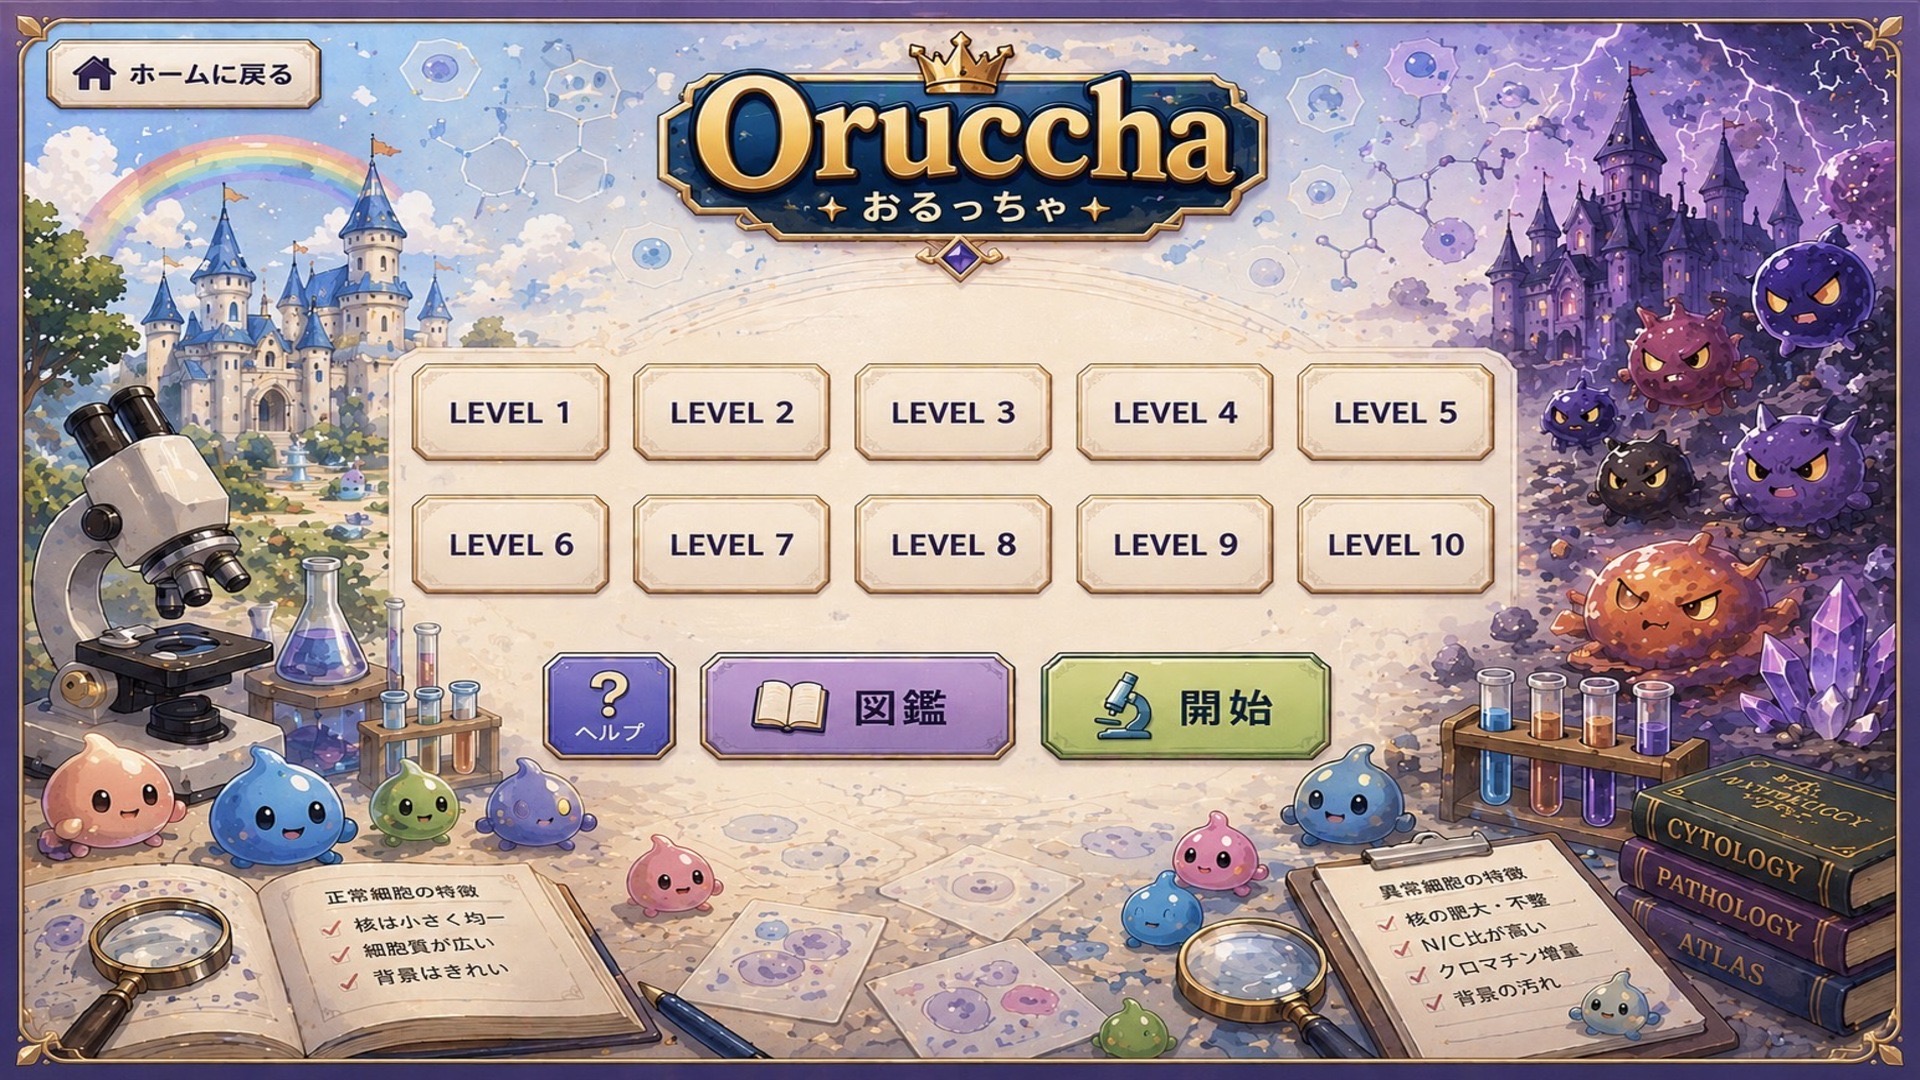 ホームに戻る
Oruccha
おるっちゃ
LEVEL 1
LEVEL 2
LEVEL 3
LEVEL 4
LEVEL 5
LEVEL 6
LEVEL 7
LEVEL 8
LEVEL 9
LEVEL 10
?
ヘルプ
図鑑
開始
正常細胞の特徴
核は小さく均一
細胞質が広い
背景はきれい
異常細胞の特徴
核の肥大・不整
N/C比が高い
クロマチン増量
背景の汚れ
CYTOLOGY
PATHOLOGY
ATLAS